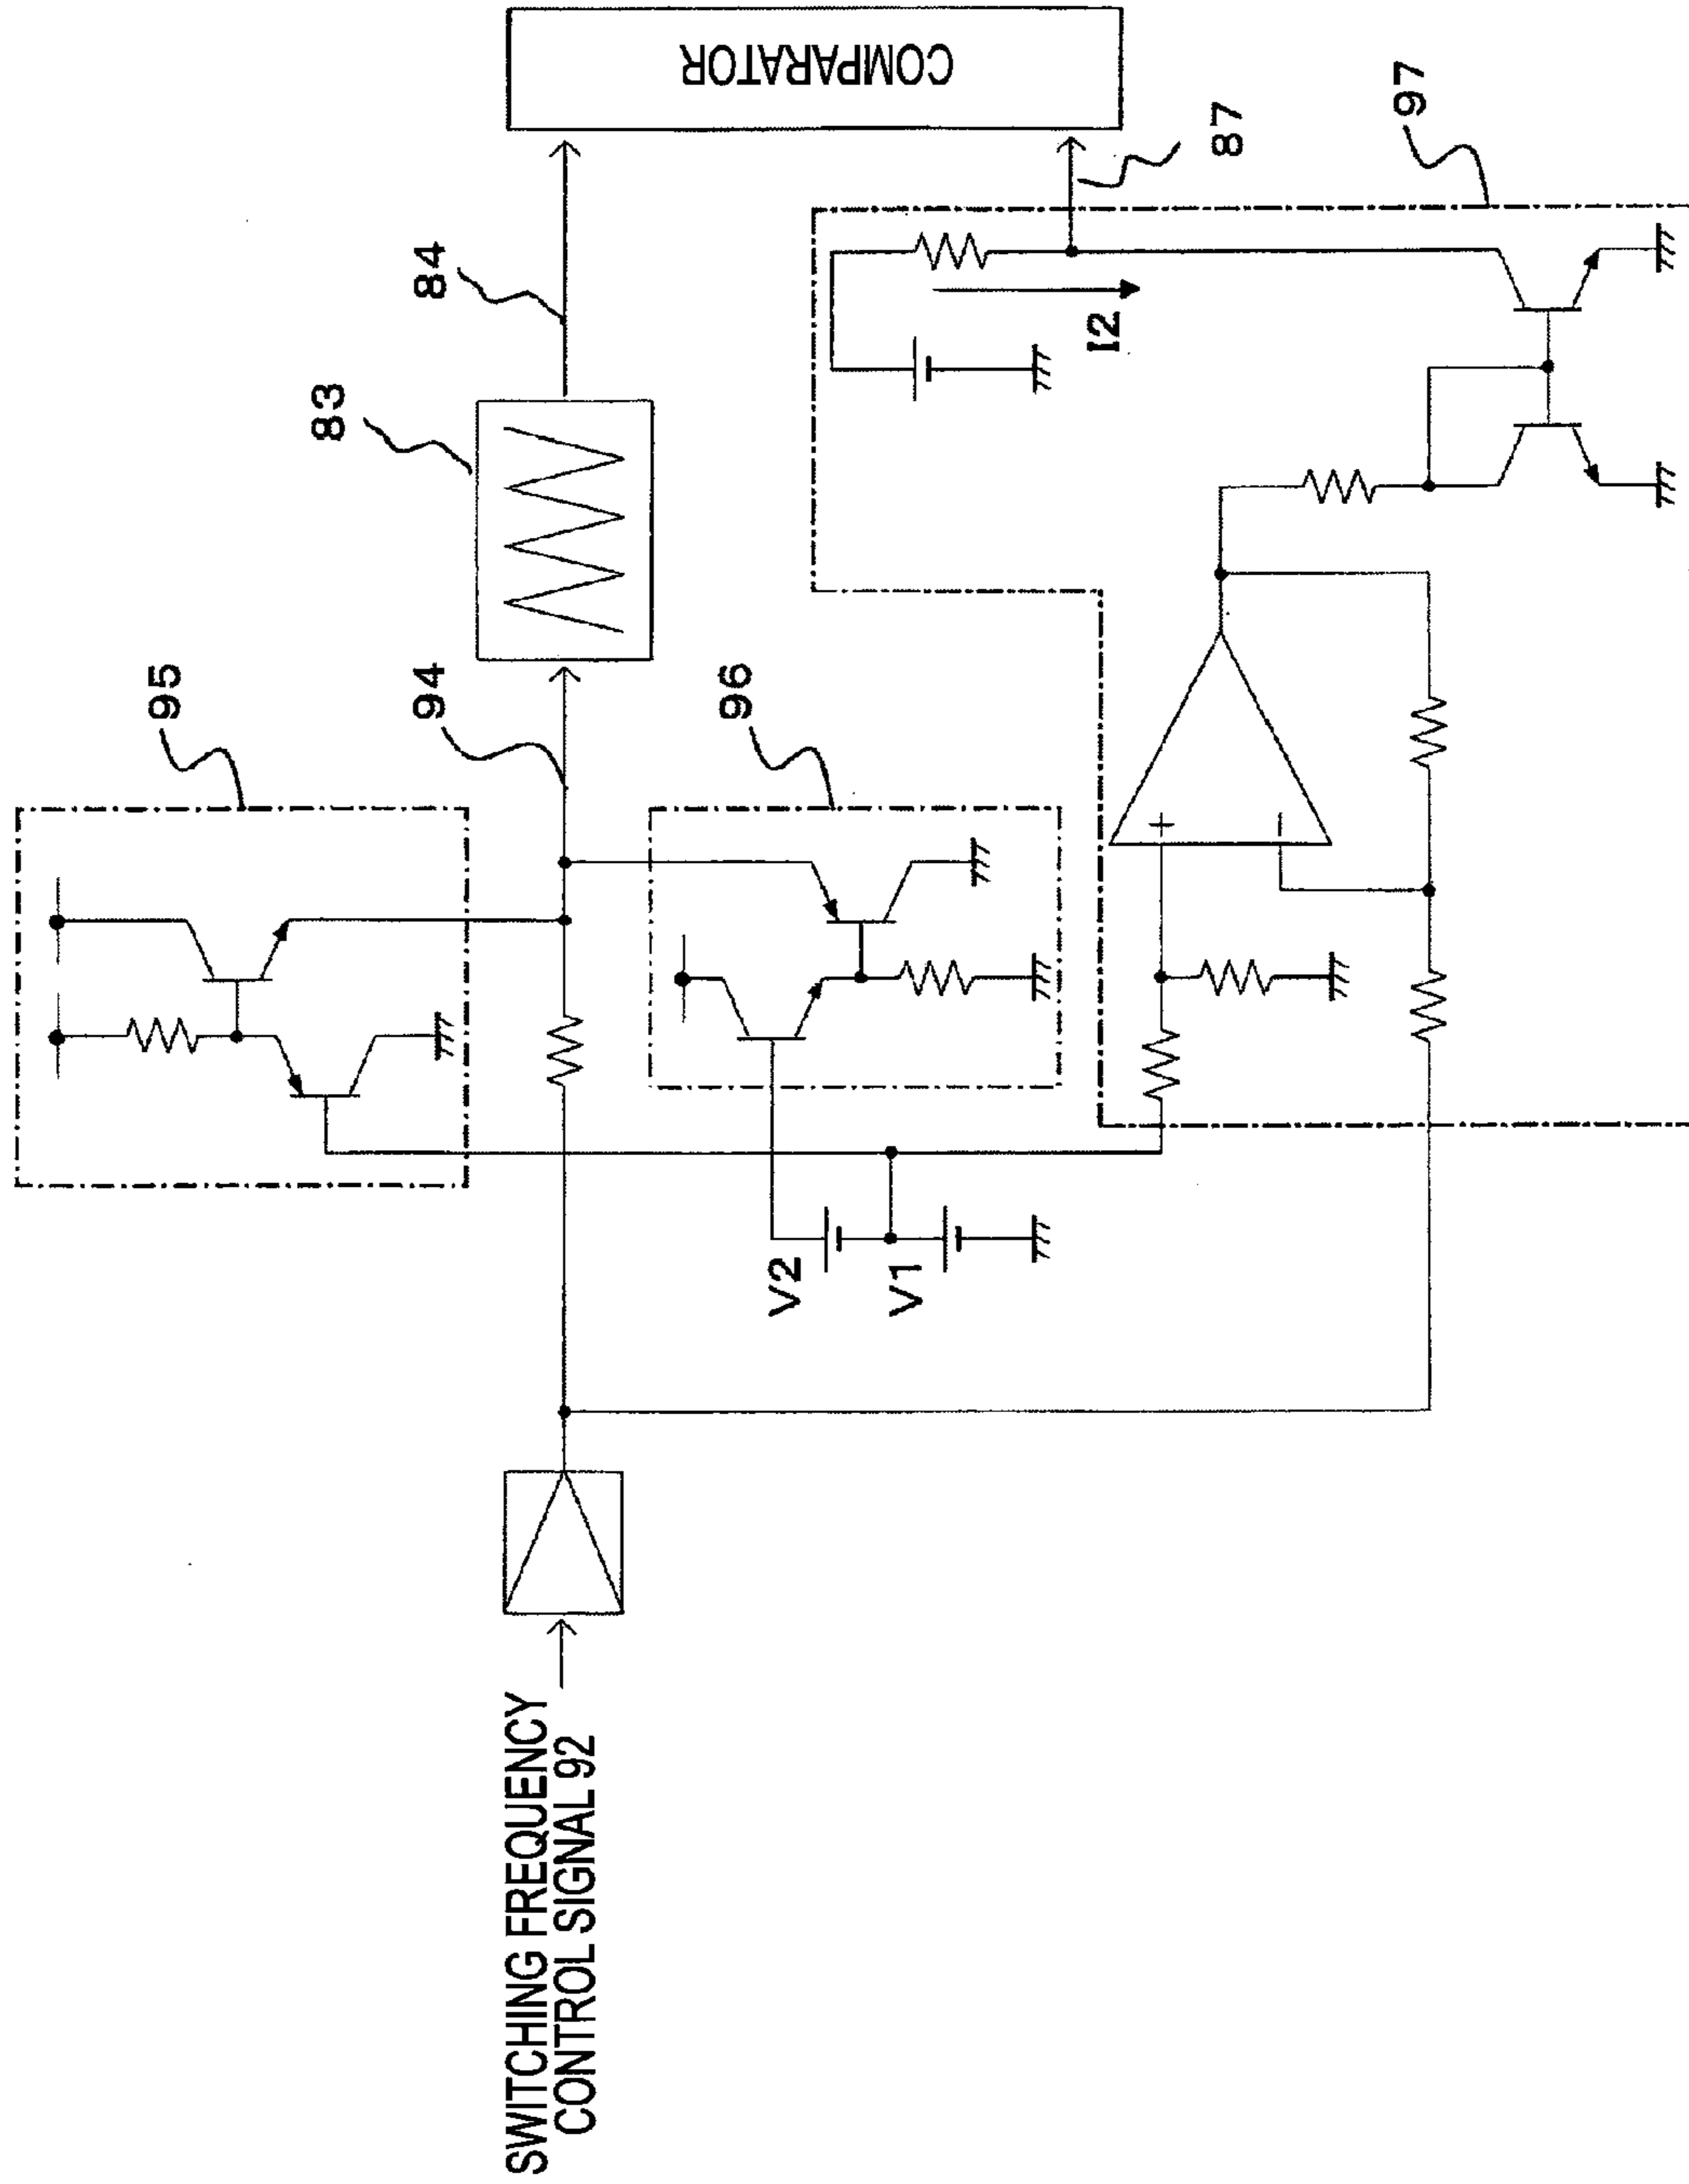 SWITCHING FREQUENCY
CONTROL SIGNAL 92
95
94
83
84
COMPARATOR
V2
V1
96
+
−
I2
87
97